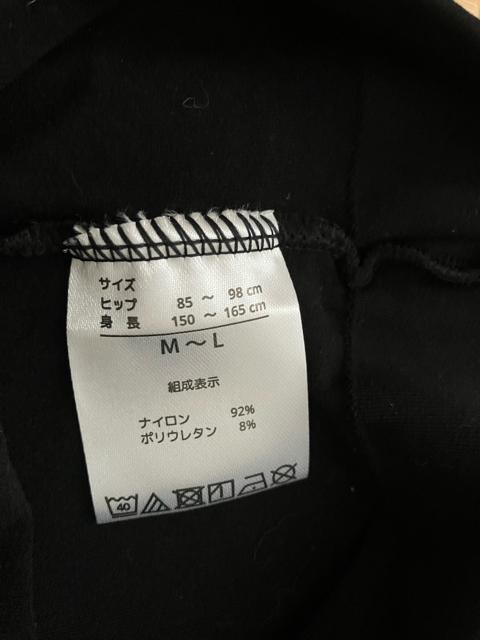 サイズ
ヒップ 85 ～ 98 cm
身 長 150 ～ 165 cm
M～L
組成表示
ナイロン 92%
ポリウレタン 8%
40